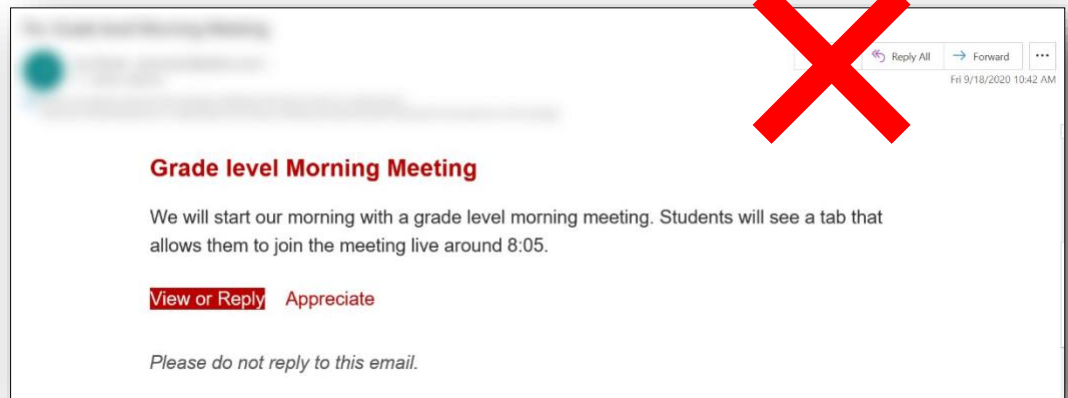 Reply All
Forward
Fri 9/18/2020 10:42 AM
Grade level Morning Meeting
We will start our morning with a grade level morning meeting. Students will see a tab that
allows them to join the meeting live around 8:05.
View or Reply Appreciate
Please do not reply to this email.